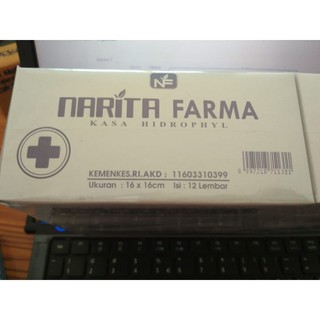 NF
NARITA FARMA
KASA HIDROPHYL
KEMENKES.RI.AKD : 11603310399
Ukuran : 16 x 16cm Isi : 12 Lembar